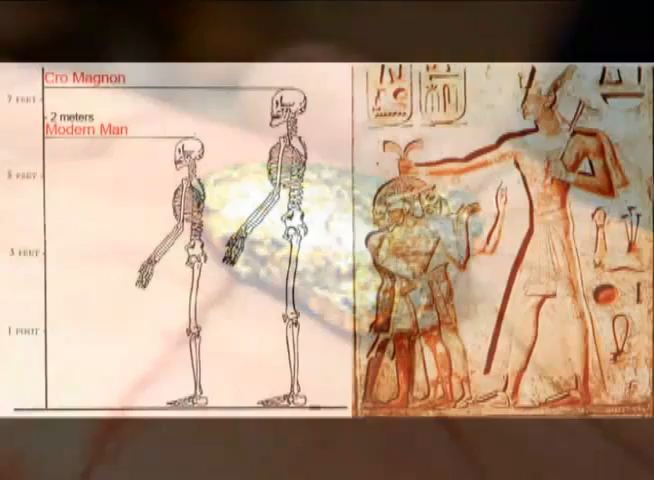 Cro Magnon
7 FEET
2 meters
Modern Man
5 FEET
3 FEET
1 FOOT